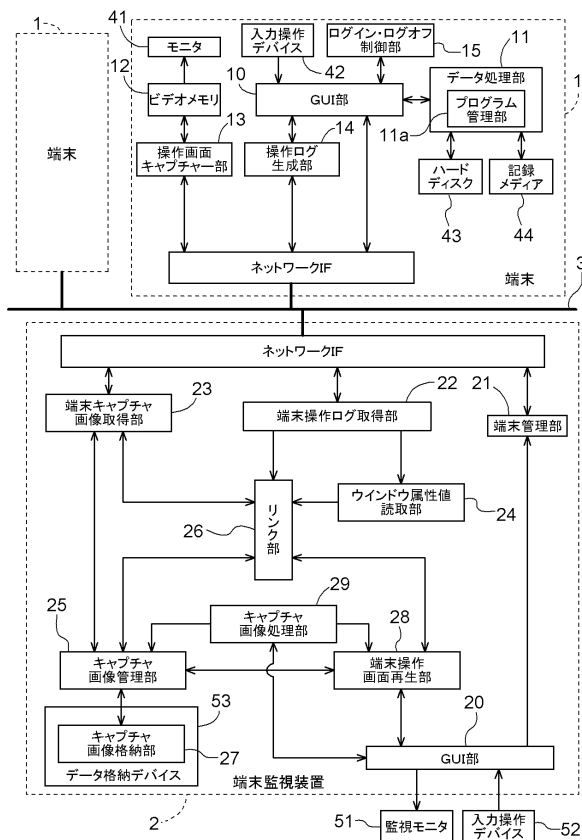 1
41
モニタ
12
ビデオメモリ
13
操作画面
キャプチャー部
入力操作
デバイス
42
10
GUI部
14
操作ログ
生成部
ログイン・ログオフ
制御部
15
11
データ処理部
プログラム
管理部
11a
ハード
ディスク
43
記録
メディア
44
1
端末
ネットワークIF
端末
3
ネットワークIF
23
端末キャプチャ
画像取得部
22
端末操作ログ取得部
21
端末管理部
リンク部
26
ウインドウ属性値
読取部
24
29
キャプチャ
画像処理部
25
キャプチャ
画像管理部
28
端末操作
画面再生部
53
キャプチャ
画像格納部
27
データ格納デバイス
20
GUI部
端末監視装置
2
51
監視モニタ
入力操作
デバイス
52